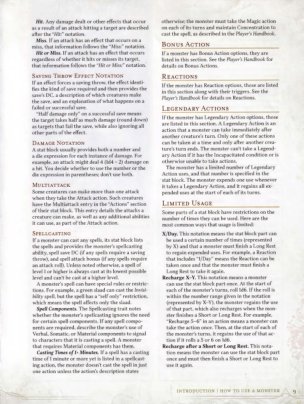 Hit. Any damage dealt or other effects that occur
as a result of an attack hitting a target are described
after the "Hit" notation.
Miss. If an attack has an effect that occurs on a
miss, that information follows the "Miss" notation.
Hit or Miss. If an attack has an effect that occurs
regardless of whether it hits or misses its target,
that information follows the "Hit or Miss" notation.
SAVING THROW EFFECT NOTATION
If an effect forces a saving throw, the effect identi-
fies the kind of save required and then provides the
save's DC, a description of which creatures make
the save, and an explanation of what happens on a
failed or successful save.
"Half damage only" on a successful save means
the target takes half as much damage (round down)
as targets that fail the save, while also ignoring all
other parts of the effect.
DAMAGE NOTATION
A stat block usually provides both a number and
a die expression for each instance of damage. For
example, an attack might deal 4 (1d4 + 2) damage on
a hit. You decide whether to use the number or the
die expression in parentheses; don't use both.
MULTIATTACK
Some creatures can make more than one attack
when they take the Attack action. Such creatures
have the Multiattack entry in the "Actions" section
of their stat block. This entry details the attacks a
creature can make, as well as any additional abilities
it can use, as part of the Attack action.
SPELLCASTING
If a monster can cast any spells, its stat block lists
the spells and provides the monster's spellcasting
ability, spell save DC (if any spells require a saving
throw), and spell attack bonus (if any spells require
an attack roll). Unless noted otherwise, a spell of
level 1 or higher is always cast at its lowest possible
level and can't be cast at a higher level.
A monster's spell can have special rules or restric-
tions. For example, a green slaad can cast the Invisi-
bility spell, but the spell has a "self only" restriction,
which means the spell affects only the slaad.
Spell Components. The Spellcasting trait notes
whether the monster's spellcasting ignores the need
for certain spell components. If any spell compo-
nents are required, describe the monster's use of
Verbal, Somatic, or Material components to signal
to characters that it is casting a spell. A monster
that requires Material components has them.
Casting Times of 1+ Minutes. If a spell has a casting
time of 1 minute or more yet is listed in a spellcast-
ing action, the monster doesn't cast the spell in just
one action unless the action's description states
otherwise; the monster must take the Magic action
on each of its turns and maintain Concentration to
cast the spell, as described in the Player's Handbook.
BONUS ACTIONS
If a monster has Bonus Action options, they are
listed in this section. See the Player's Handbook for
details on Bonus Actions.
REACTIONS
If the monster has Reaction options, these are listed
in this section along with their triggers. See the
Player's Handbook for details on Reactions.
LEGENDARY ACTIONS
If the monster has Legendary Action options, those
are listed in this section. A Legendary Action is an
action that a monster can take immediately after
another creature's turn. Only one of these actions
can be taken at a time and only after another crea-
ture's turn ends. The monster can't take a Legend-
ary Action if it has the Incapacitated condition or is
otherwise unable to take actions.
The monster has a limited number of Legendary
Action uses, and that number is specified in the
stat block. The monster expends one use whenever
it takes a Legendary Action, and it regains all ex-
pended uses at the start of each of its turns.
LIMITED USAGE
Some parts of a stat block have restrictions on the
number of times they can be used. Here are the
most common ways that usage is limited:
X/Day. This notation means the stat block part can
be used a certain number of times (represented
by X) and that a monster must finish a Long Rest
to regain expended uses. For example, a Reaction
that includes "1/Day" means the Reaction can be
used once and that the monster must finish a
Long Rest to take it again.
Recharge X–Y. This notation means a monster
can use the stat block part once. At the start of
each of the monster's turns, roll 1d6. If the roll is
within the number range given in the notation
(represented by X–Y), the monster regains the use
of that part, which also recharges when the mon-
ster finishes a Short or Long Rest. For example,
"Recharge 5–6" in an action means a monster can
take the action once. Then, at the start of each of
the monster's turns, it regains the use of that ac-
tion if it rolls a 5 or 6 on 1d6.
Recharge after a Short or Long Rest. This nota-
tion means the monster can use the stat block part
once and must then finish a Short or Long Rest to
use it again.
INTRODUCTION | HOW TO USE A MONSTER
9